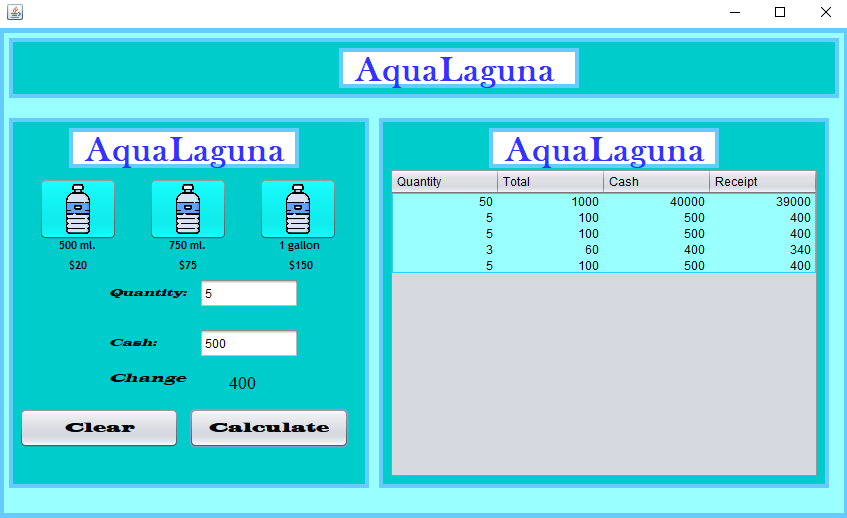 AquaLaguna
AquaLaguna
500 ml. 750 ml. 1 gallon
$20 $75 $150
Quantity: 5
Cash: 500
Change 400
Clear Calculate
AquaLaguna
Quantity Total Cash Receipt
50 1000 40000 39000
5 100 500 400
5 100 500 400
3 60 400 340
5 100 500 400